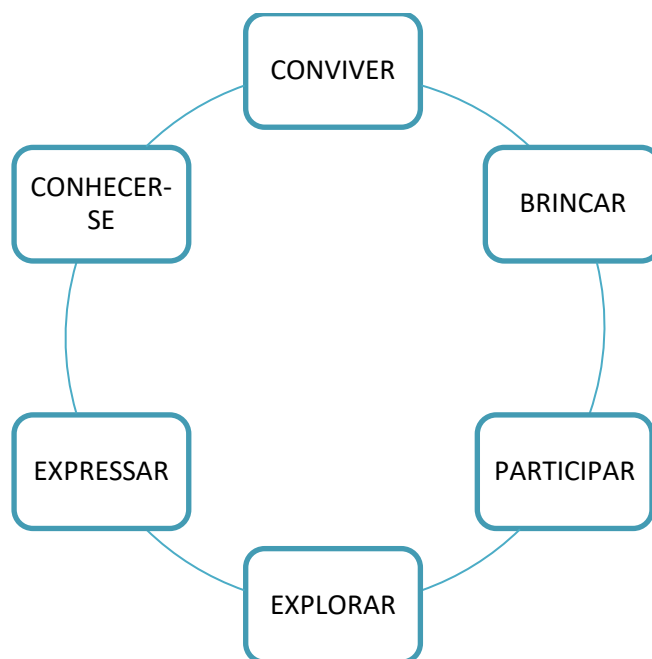 CONVIVER
BRINCAR
PARTICIPAR
EXPLORAR
EXPRESSAR
CONHECER-
SE